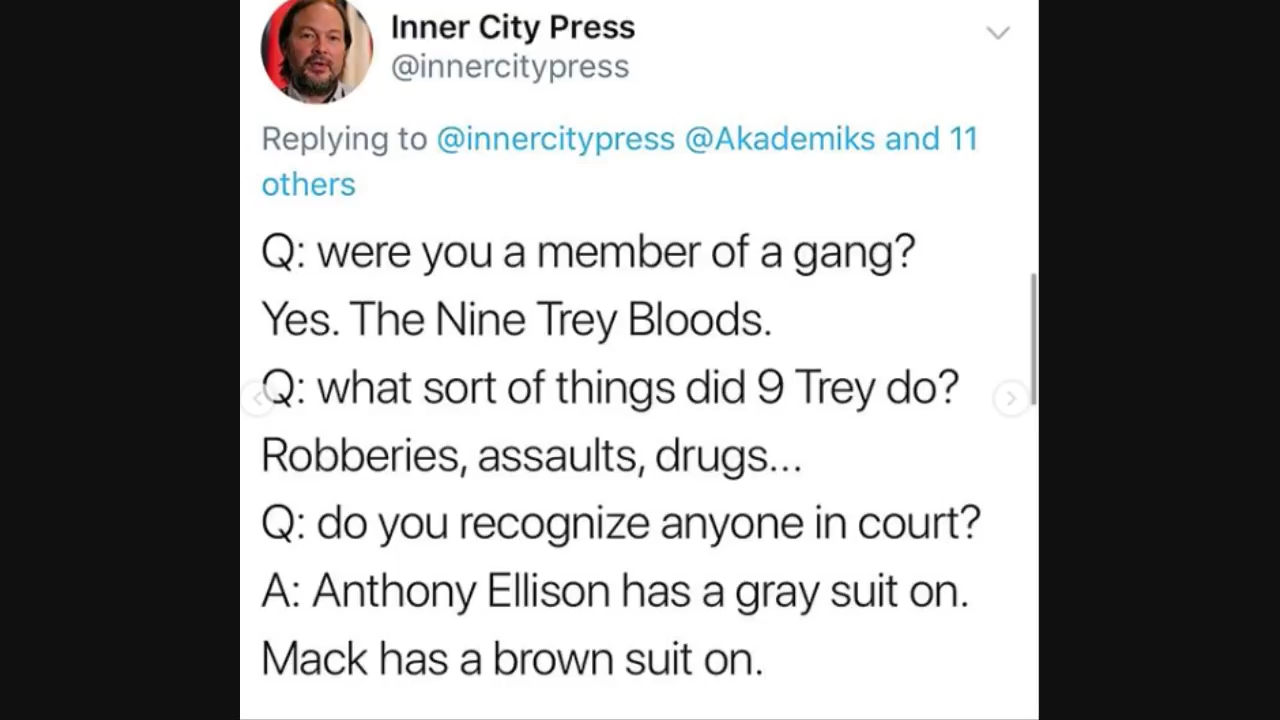 Inner City Press
@innercitypress
Replying to @innercitypress @Akademiks and 11
others
Q: were you a member of a gang?
Yes. The Nine Trey Bloods.
Q: what sort of things did 9 Trey do?
Robberies, assaults, drugs...
Q: do you recognize anyone in court?
A: Anthony Ellison has a gray suit on.
Mack has a brown suit on.